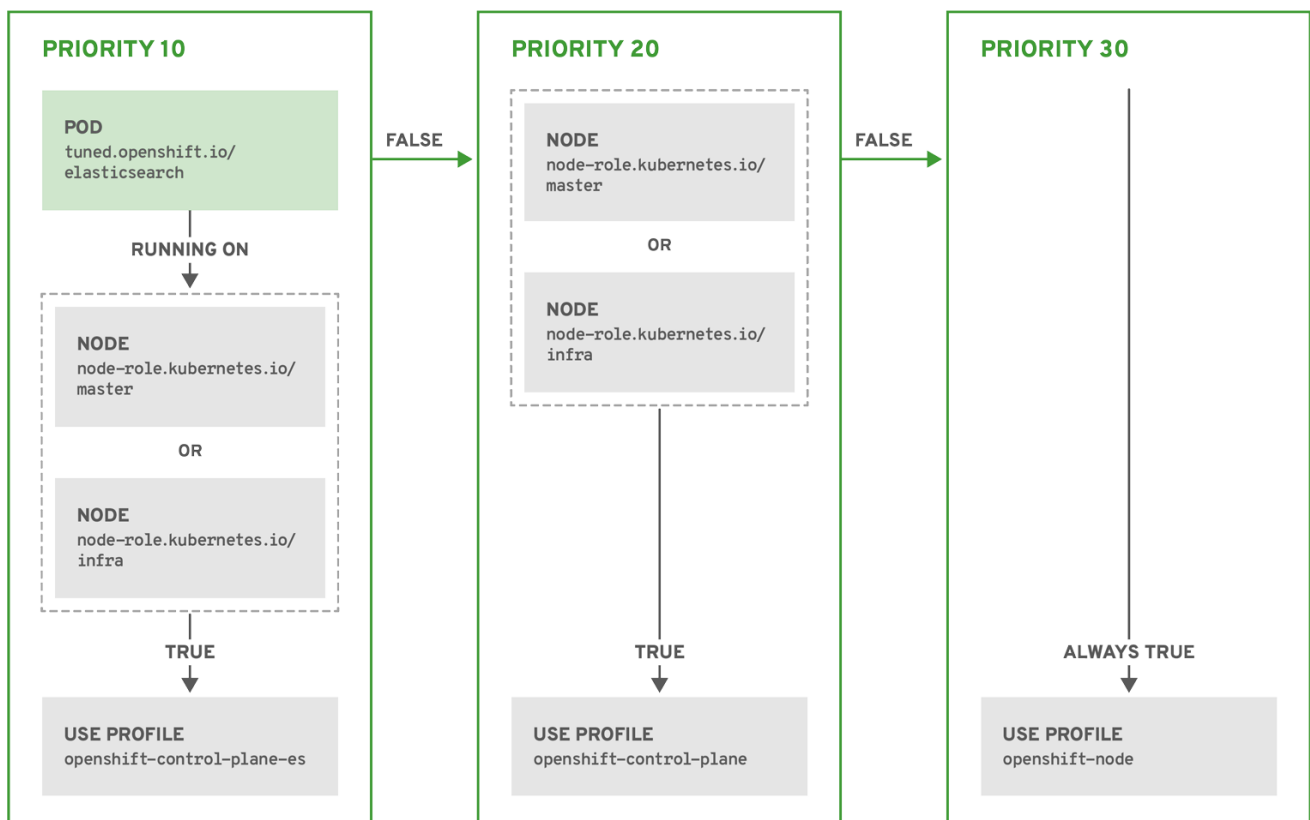 PRIORITY 10
POD
tuned.openshift.io/
elasticsearch
RUNNING ON
NODE
node-role.kubernetes.io/
master
OR
NODE
node-role.kubernetes.io/
infra
TRUE
USE PROFILE
openshift-control-plane-es
FALSE
PRIORITY 20
NODE
node-role.kubernetes.io/
master
OR
NODE
node-role.kubernetes.io/
infra
TRUE
USE PROFILE
openshift-control-plane
FALSE
PRIORITY 30
ALWAYS TRUE
USE PROFILE
openshift-node